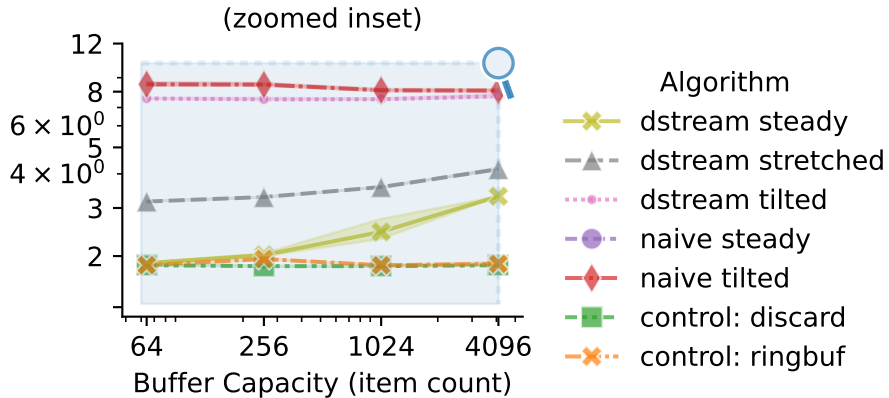 (zoomed inset)
12
8
6 × 10⁰
5
4 × 10⁰
3
2
64 256 1024 4096
Buffer Capacity (item count)
Algorithm
dstream steady
dstream stretched
dstream tilted
naive steady
naive tilted
control: discard
control: ringbuf